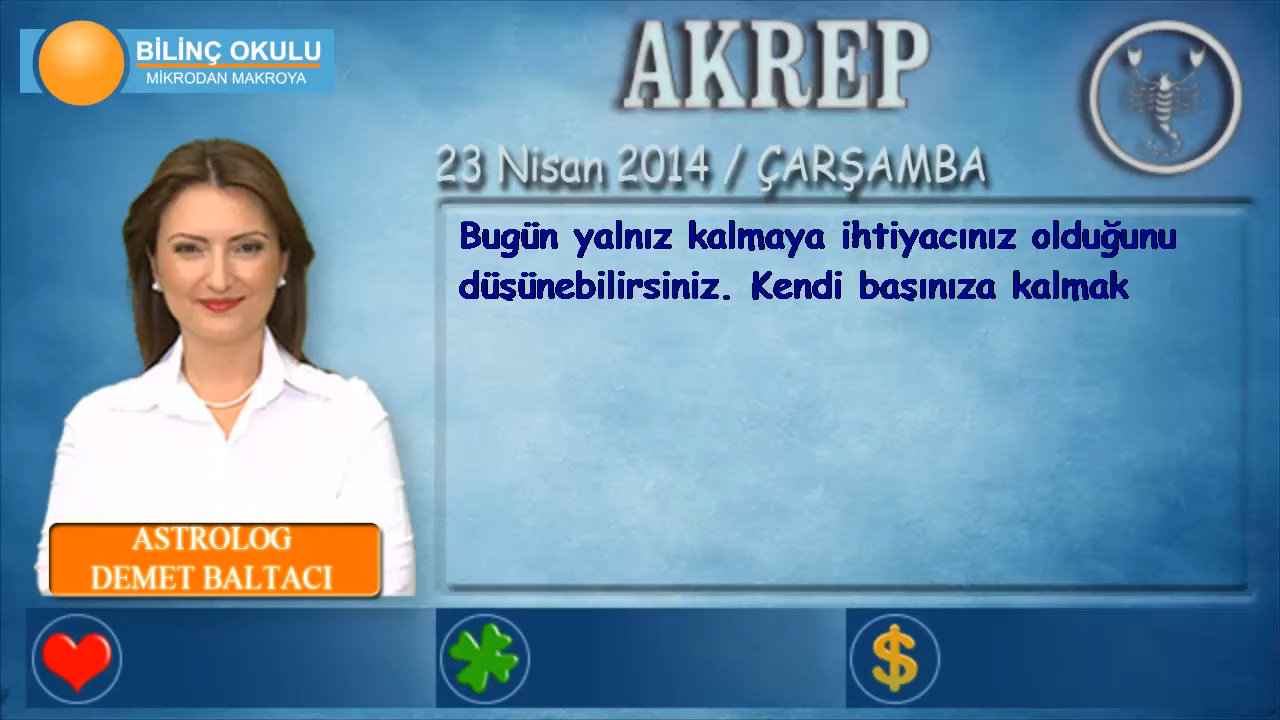 BİLİNÇ OKULU
MİKRODAN MAKROYA
AKREP
23 Nisan 2014 / ÇARŞAMBA
Bugün yalnız kalmaya ihtiyacınız olduğunu
düşünebilirsiniz. Kendi başınıza kalmak
ASTROLOG
DEMET BALTACI
$